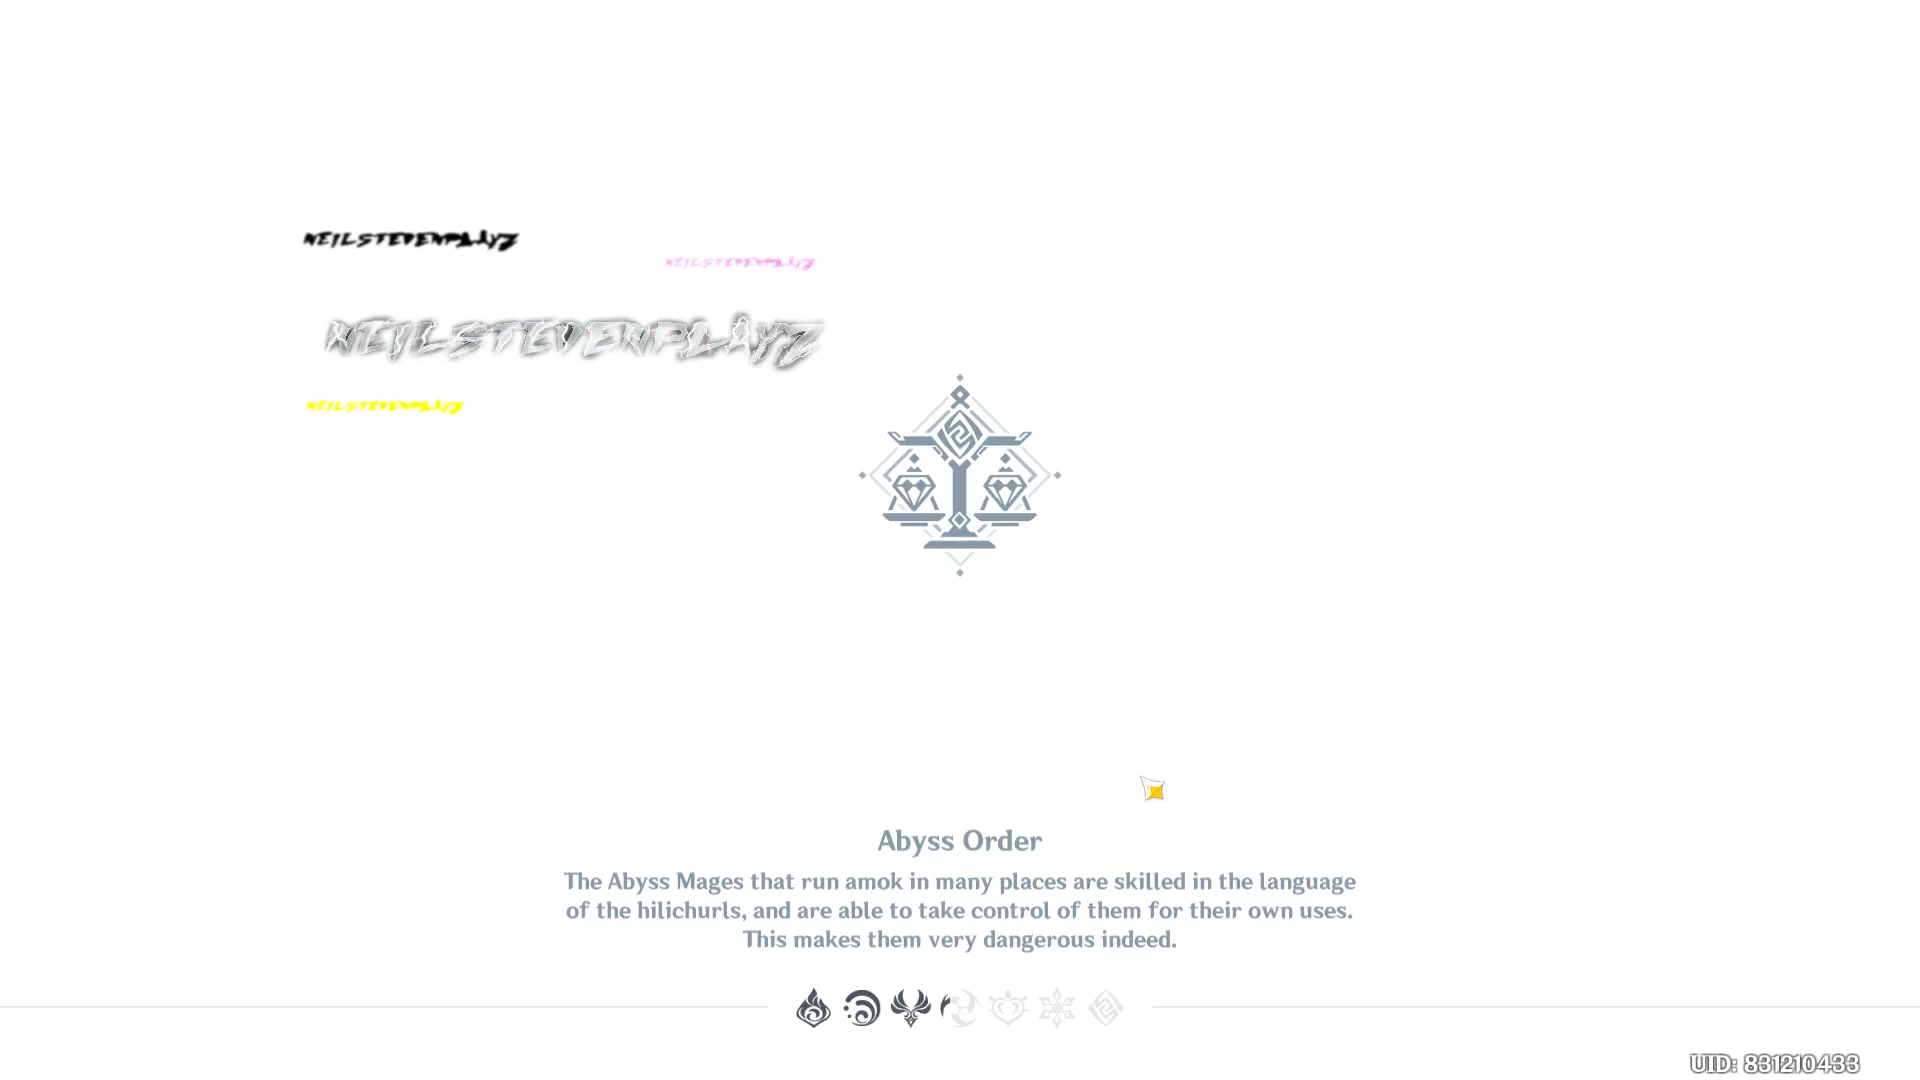 NEILSTEVENPLAYZ
NEILSTEVENPLAYZ
NEILSTEVENPLAYZ
NEILSTEVENPLAYZ
Abyss Order
The Abyss Mages that run amok in many places are skilled in the language
of the hilichurls, and are able to take control of them for their own uses.
This makes them very dangerous indeed.
UID: 831210433